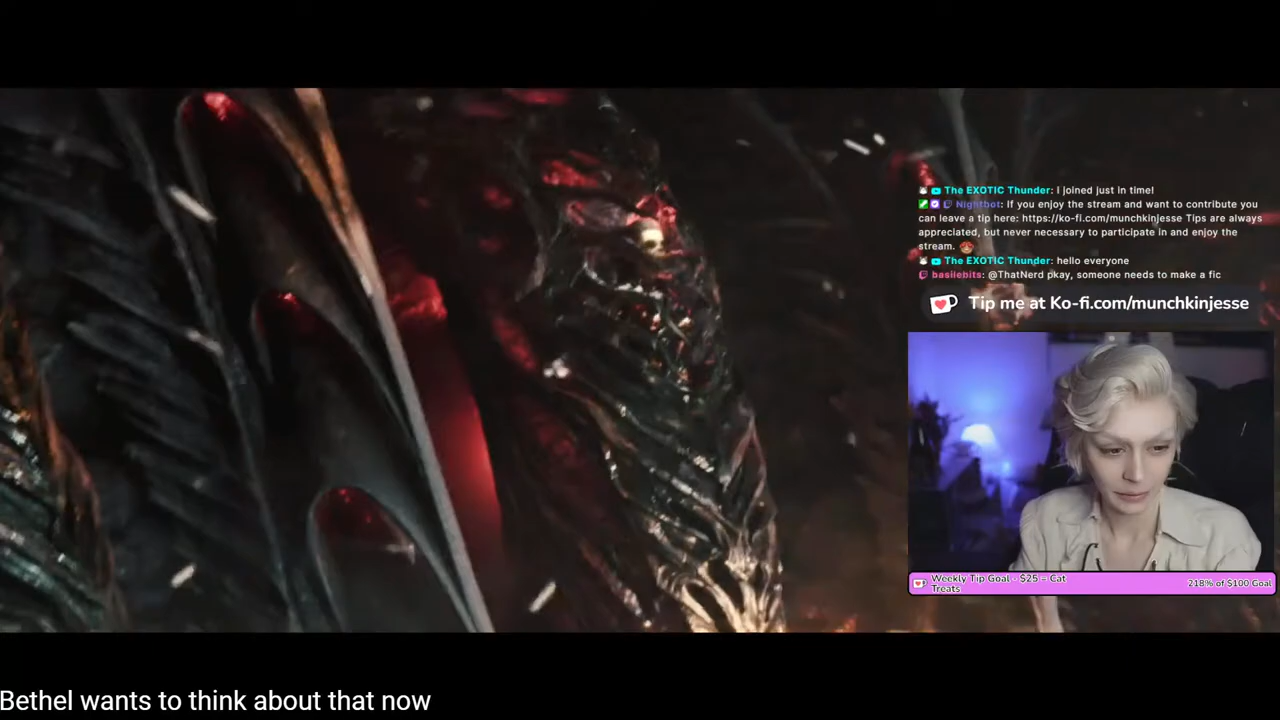 The EXOTIC Thunder: I joined just in time!
Nightbot: If you enjoy the stream and want to contribute you
can leave a tip here: https://ko-fi.com/munchkinjesse Tips are always
appreciated, but never necessary to participate in and enjoy the
stream.
The EXOTIC Thunder: hello everyone
basilebits: @ThatNerd okay, someone needs to make a fic
Tip me at Ko-fi.com/munchkinjesse
Weekly Tip Goal - $25 = Cat
Treats
218% of $100 Goal
Bethel wants to think about that now